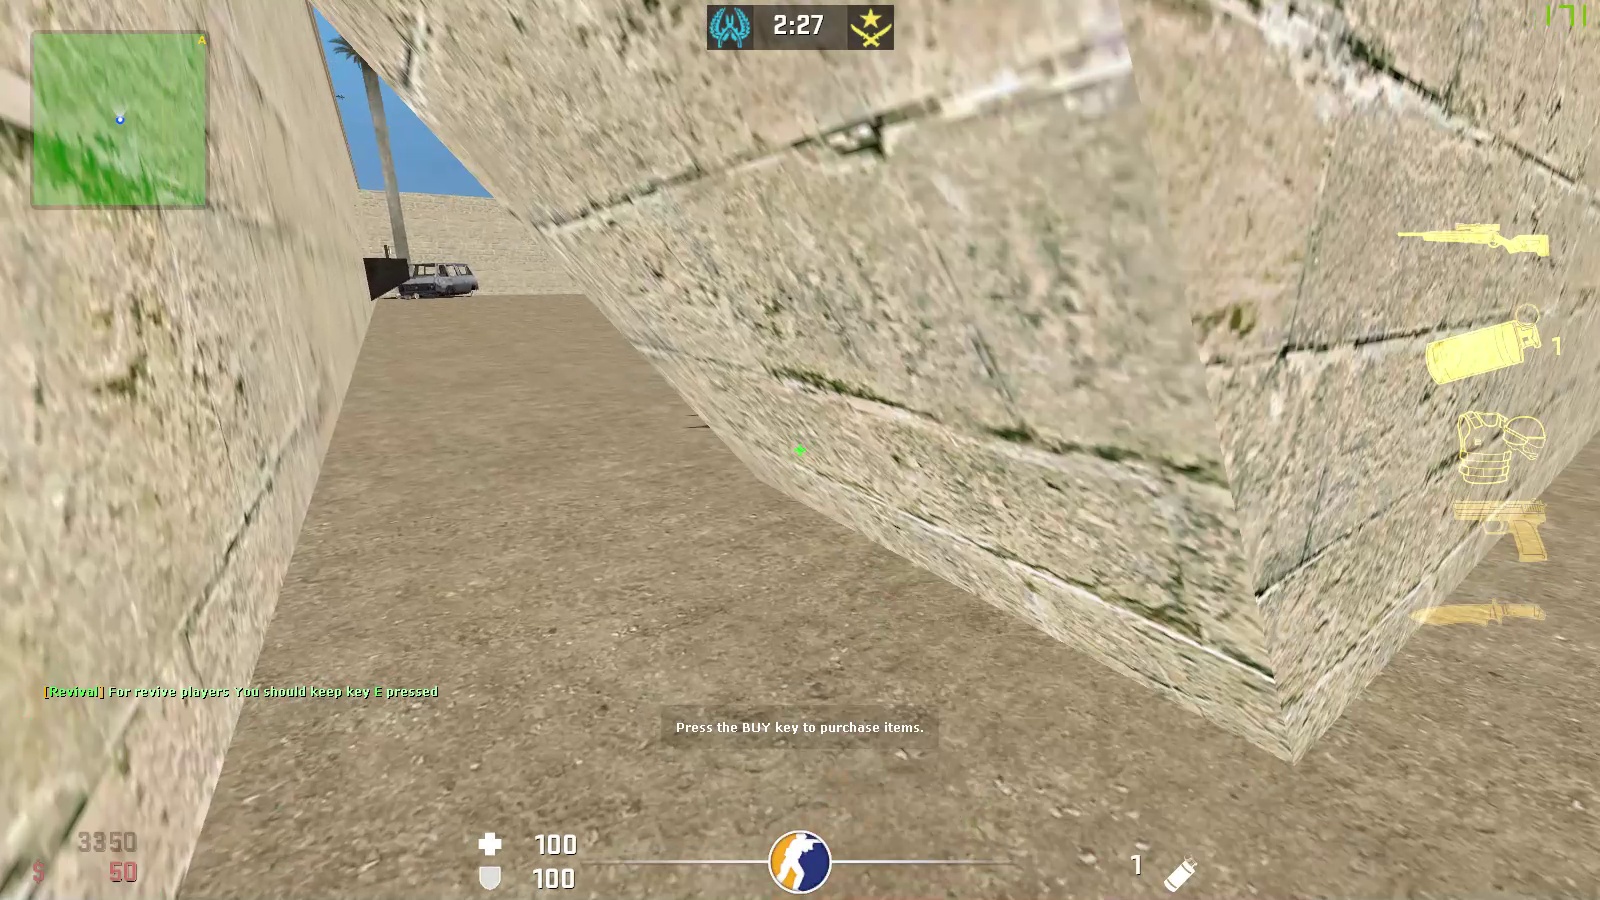 2:27
171
A
1
[Revival] For revive players You should keep key E pressed
Press the BUY key to purchase items.
3350
$ 50
100
100
1